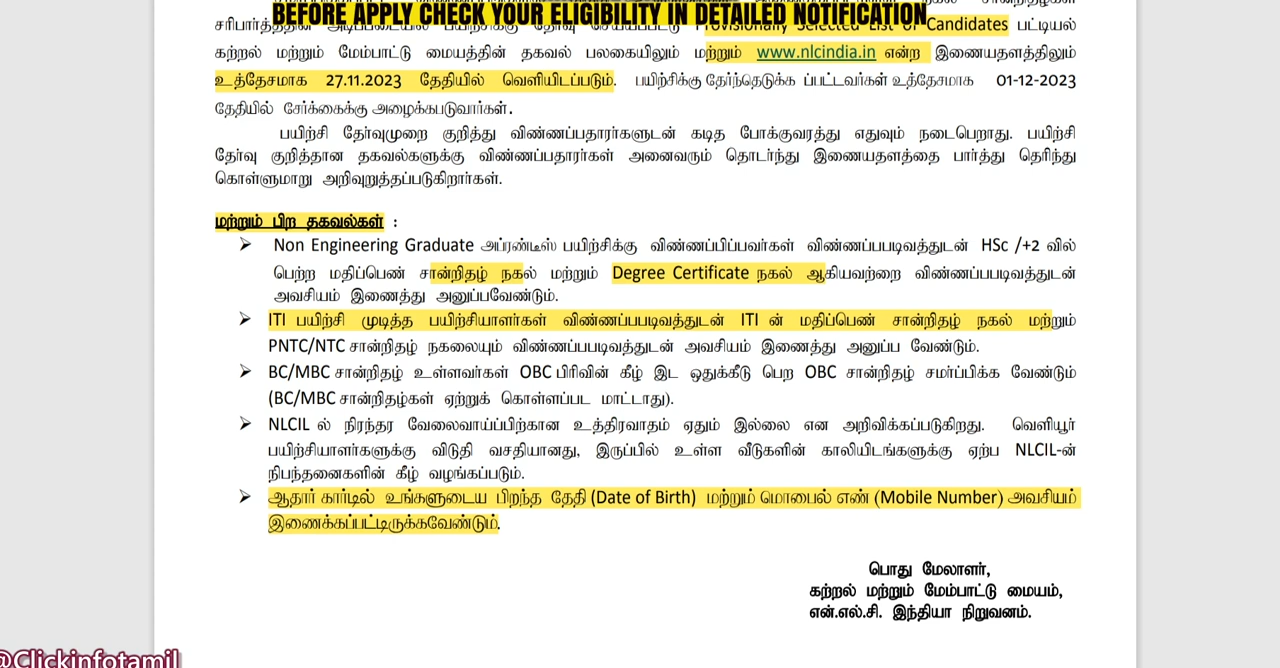 BEFORE APPLY CHECK YOUR ELIGIBILITY IN DETAILED NOTIFICATION
சரிபார்த்தின் அடிப்படையில் பயிற்சிக்கு தேர்வு செய்யப்பட்டு Provisionally Selected List of Candidates பட்டியல்
கற்றல் மற்றும் மேம்பாட்டு மையத்தின் தகவல் பலகையிலும் மற்றும் www.nlcindia.in என்ற இணையதளத்திலும்
உத்தேசமாக 27.11.2023 தேதியில் வெளியிடப்படும். பயிற்சிக்கு தேர்ந்தெடுக்க ப்பட்டவர்கள் உத்தேசமாக 01-12-2023
தேதியில் சேர்க்கைக்கு அழைக்கபடுவார்கள்.
பயிற்சி தேர்வுமுறை குறித்து விண்ணப்பதார்களுடன் கடித போக்குவரத்து எதுவும் நடைபெறாது. பயிற்சி
தேர்வு குறித்தான தகவல்களுக்கு விண்ணப்பதார்கள் அனைவரும் தொடர்ந்து இணையதளத்தை பார்த்து தெரிந்து
கொள்ளுமாறு அறிவுறுத்தப்படுகிறார்கள்.
மற்றும் பிற தகவல்கள் :
➢ Non Engineering Graduate அப்ரண்டீஸ் பயிற்சிக்கு விண்ணப்பிப்பவர்கள் விண்ணப்படிவத்துடன் HSc /+2 வில்
பெற்ற மதிப்பெண் சான்றிதழ் நகல் மற்றும் Degree Certificate நகல் ஆகியவற்றை விண்ணப்படிவத்துடன்
அவசியம் இணைத்து அனுப்பவேண்டும்.
➢ ITI பயிற்சி முடித்த பயிற்சியாளர்கள் விண்ணப்படிவத்துடன் ITI ன் மதிப்பெண் சான்றிதழ் நகல் மற்றும்
PNTC/NTC சான்றிதழ் நகலையும் விண்ணப்படிவத்துடன் அவசியம் இணைத்து அனுப்ப வேண்டும்.
➢ BC/MBC சான்றிதழ் உள்ளவர்கள் OBC பிரிவின் கீழ் இட ஒதுக்கீடு பெற OBC சான்றிதழ் சமர்ப்பிக்க வேண்டும்
(BC/MBC சான்றிதழ்கள் ஏற்றுக் கொள்ளப்பட மாட்டாது).
➢ NLCIL ல் நிரந்தர வேலைவாய்ப்பிற்கான உத்திரவாதம் ஏதும் இல்லை என அறிவிக்கப்படுகிறது. வெளியூர்
பயிற்சியாளர்களுக்கு விடுதி வசதியானது, இருப்பில் உள்ள வீடுகளின் காலியிடங்களுக்கு ஏற்ப NLCIL-ன்
நிபந்தனைகளின் கீழ் வழங்கப்படும்.
➢ ஆதார் கார்டில் உங்களுடைய பிறந்த தேதி (Date of Birth) மற்றும் மொபைல் எண் (Mobile Number) அவசியம்
இணைக்கப்பட்டிருக்கவேண்டும்.
பொது மேலாளர்,
கற்றல் மற்றும் மேம்பாட்டு மையம்,
என்.எல்.சி. இந்தியா நிறுவனம்.
@Clickinfotamil